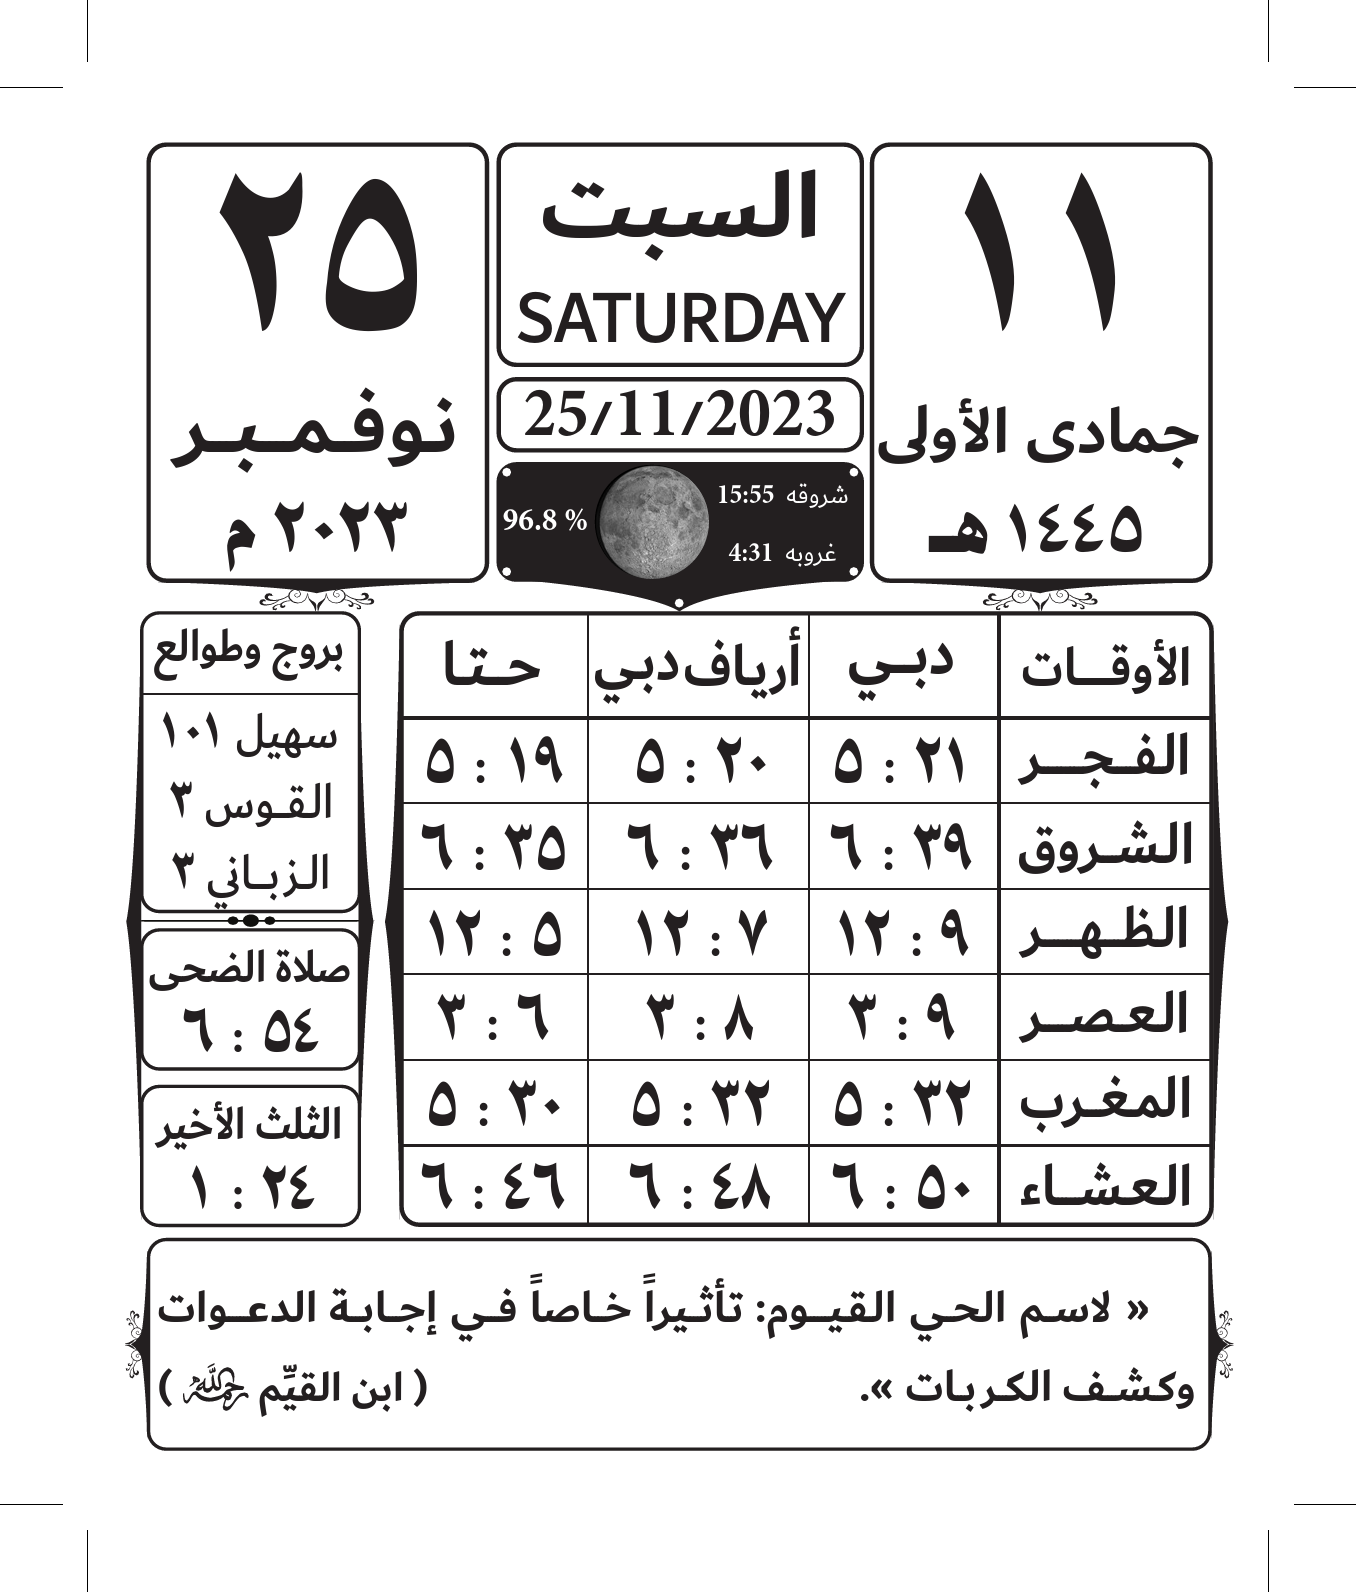 ١١
جمادى الأولى
١٤٤٥ هـ
السبت
SATURDAY
25/11/2023
شروقه 15:55
96.8 %
غروبه 4:31
٢٥
نوفمبر
٢٠٢٣ م
الأوقات دبي أرياف دبي حتا
الفجر ٢١ : ٥ ٢٠ : ٥ ١٩ : ٥
الشروق ٣٩ : ٦ ٣٦ : ٦ ٣٥ : ٦
الظهر ٩ : ١٢ ٧ : ١٢ ٥ : ١٢
العصر ٩ : ٣ ٨ : ٣ ٦ : ٣
المغرب ٣٢ : ٥ ٣٢ : ٥ ٣٠ : ٥
العشاء ٥٠ : ٦ ٤٨ : ٦ ٤٦ : ٦
بروج وطوالع
سهيل ١٠١
القوس ٣
الزباني ٣
صلاة الضحى
٥٤ : ٦
الثلث الأخير
٢٤ : ١
« لاسم الحي القيوم: تأثيراً خاصاً في إجابة الدعوات
وكشف الكربات ». ( ابن القيِّم رحمه الله )